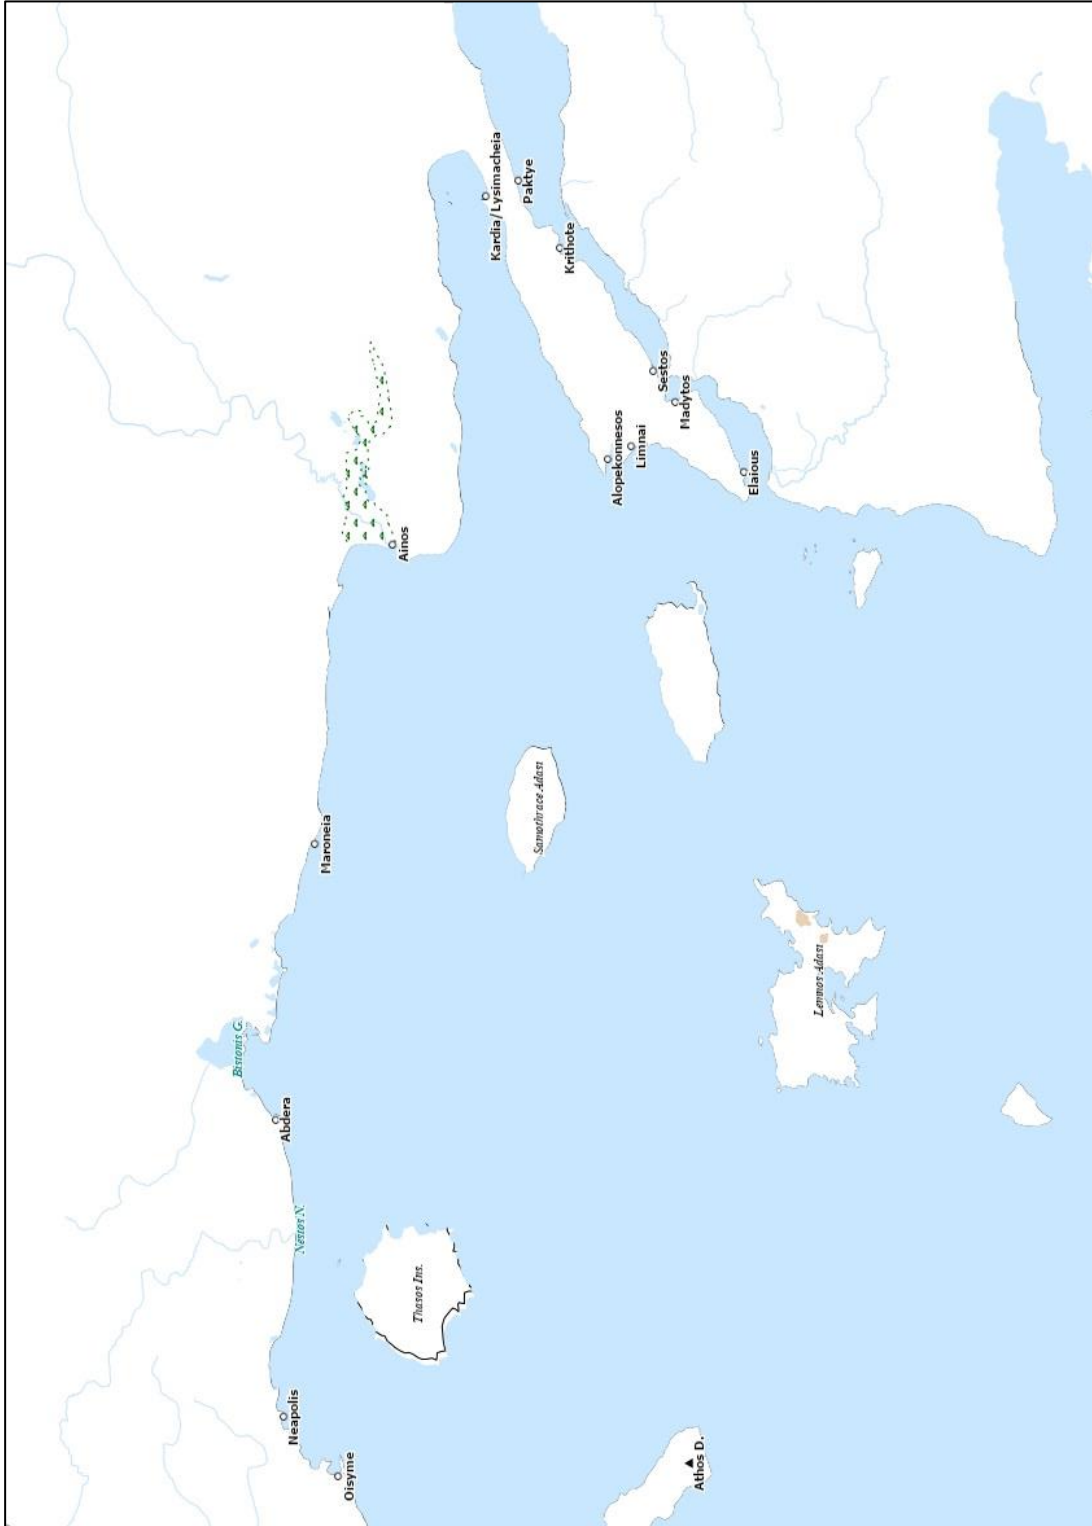 Oisyme
Neapolis
Nestos N.
Abdera
Bistonis G.
Maroneia
Ainos
Kardia/Lysimacheia
Paktye
Krithote
Sestos
Madytos
Alopekonnesos
Limnai
Elaious
Thasos Ins.
Samothrace Adası
Lemnos Adası
Athos D.